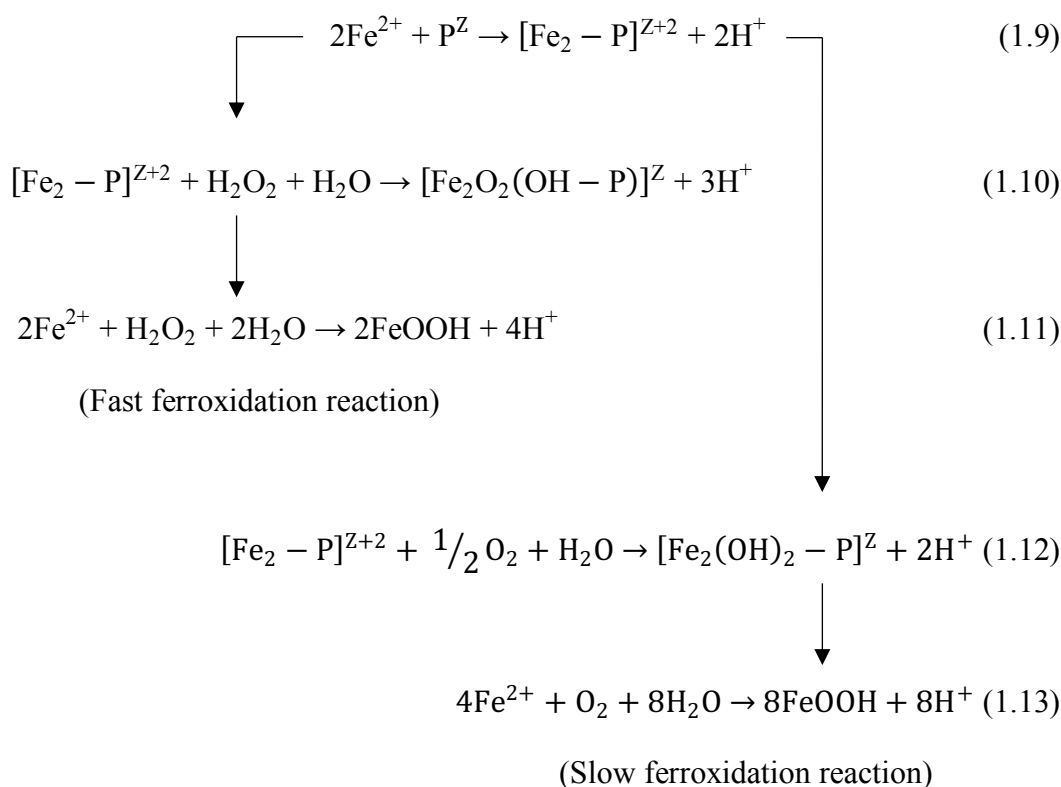 2Fe²⁺ + P^Z → [Fe₂ − P]^Z+2 + 2H⁺ (1.9)
[Fe₂ − P]^Z+2 + H₂O₂ + H₂O → [Fe₂O₂(OH − P)]^Z + 3H⁺ (1.10)
2Fe²⁺ + H₂O₂ + 2H₂O → 2FeOOH + 4H⁺ (1.11)
(Fast ferroxidation reaction)
[Fe₂ − P]^Z+2 + 1/2 O₂ + H₂O → [Fe₂(OH)₂ − P]^Z + 2H⁺ (1.12)
4Fe²⁺ + O₂ + 8H₂O → 8FeOOH + 8H⁺ (1.13)
(Slow ferroxidation reaction)